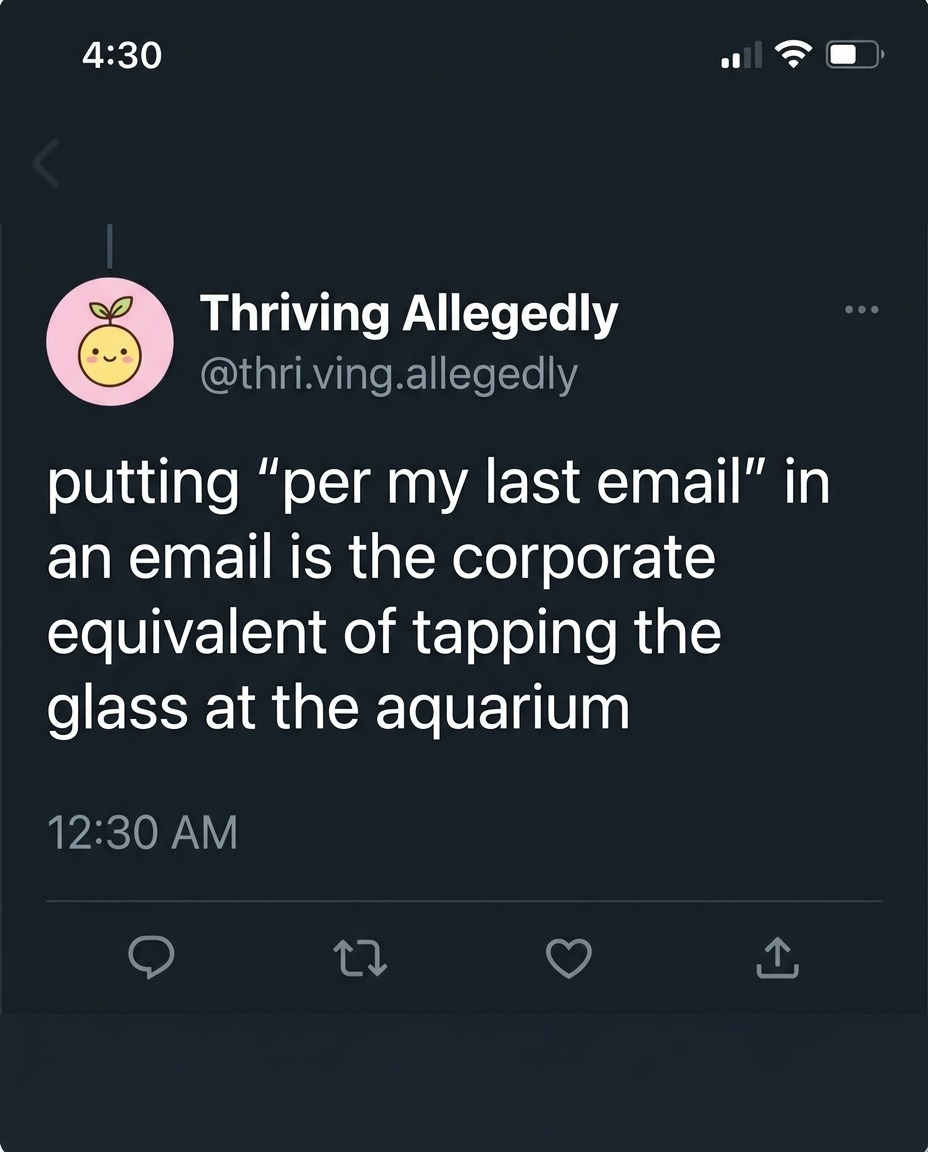 4:30
Thriving Allegedly
@thri.ving.allegedly
putting “per my last email” in
an email is the corporate
equivalent of tapping the
glass at the aquarium
12:30 AM